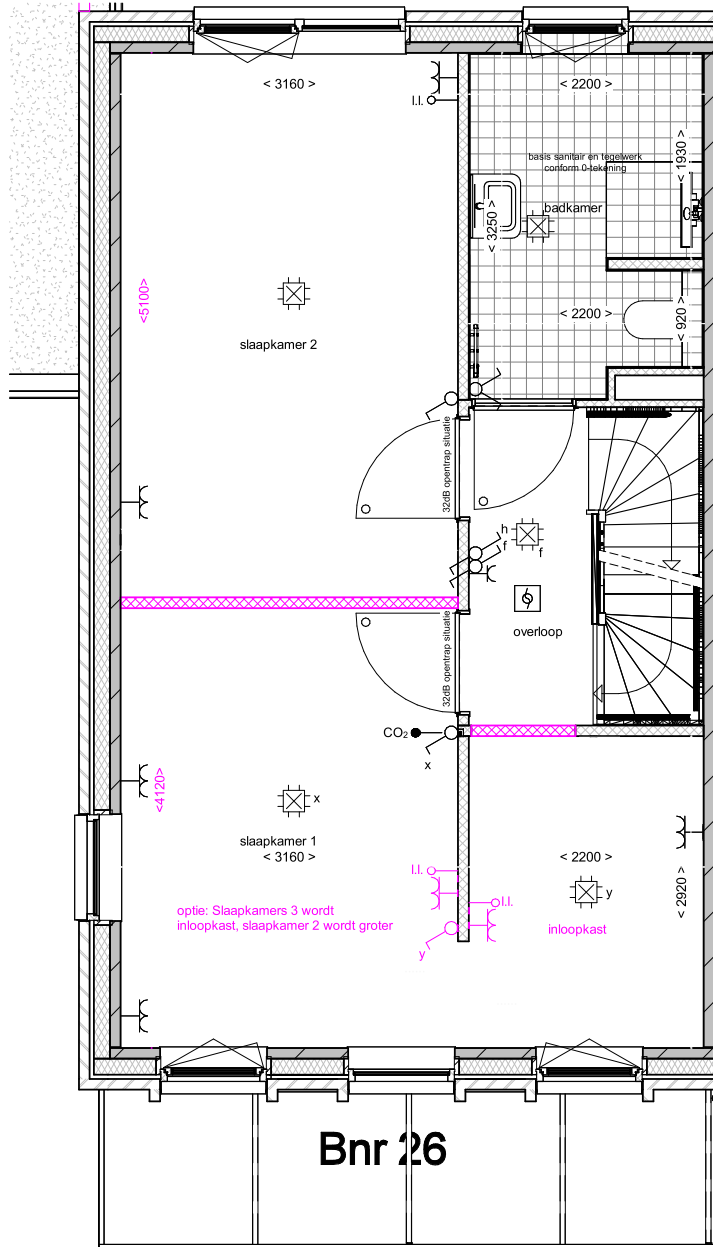 < 3160 >
l.l.
< 2200 >
< 1930 >
basis sanitair en tegelwerk
conform 0-tekening
badkamer
< 3250 >
<5100>
< 2200 >
< 920 >
slaapkamer 2
32dB opentrap situatie
h
f
f
overloop
32dB opentrap situatie
CO₂
x
<4120>
x
slaapkamer 1
< 3160 >
< 2200 >
l.l.
y
< 2920 >
l.l.
optie: Slaapkamers 3 wordt
inloopkast, slaapkamer 2 wordt groter
inloopkast
y
Bnr 26